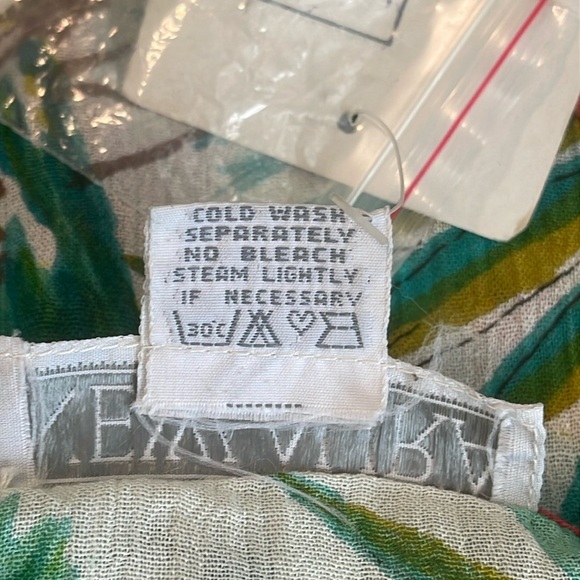 COLD WASH
SEPARATELY
NO BLEACH
STEAM LIGHTLY
IF NECESSARY
30°C